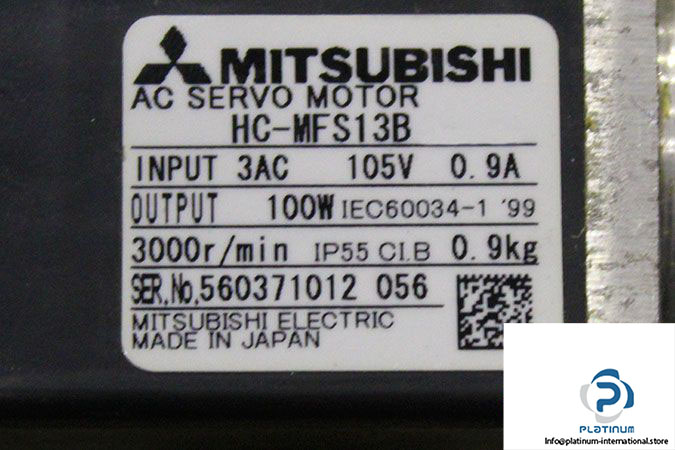 MITSUBISHI
AC SERVO MOTOR
HC-MFS13B
INPUT 3AC 105V 0.9A
OUTPUT 100W IEC60034-1 '99
3000r/min IP55 CI.B 0.9kg
SER.No.560371012 056
MITSUBISHI ELECTRIC
MADE IN JAPAN
PLATINUM
Info@platinum-international.store